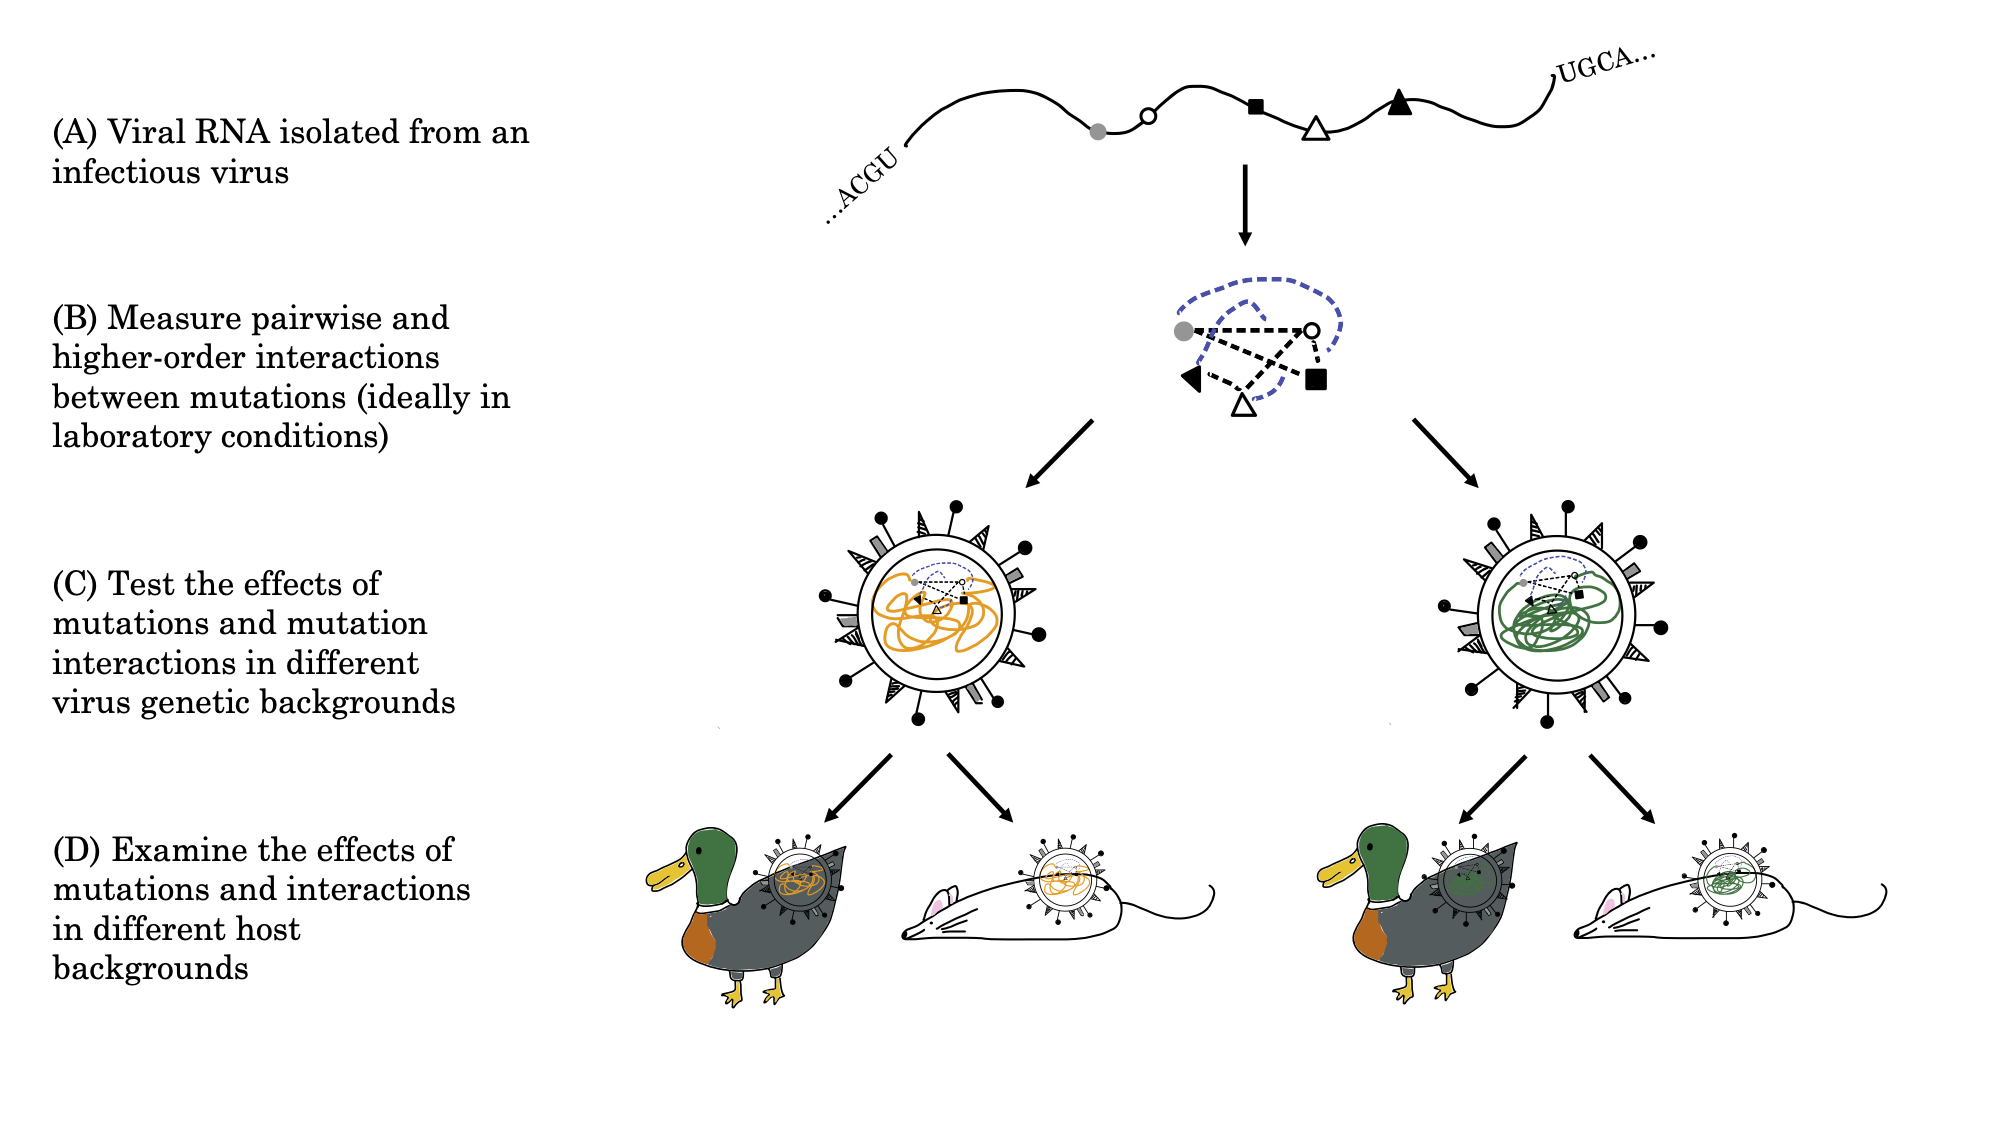 (A) Viral RNA isolated from an
infectious virus
...ACGU
UGCA...
(B) Measure pairwise and
higher-order interactions
between mutations (ideally in
laboratory conditions)
(C) Test the effects of
mutations and mutation
interactions in different
virus genetic backgrounds
(D) Examine the effects of
mutations and interactions
in different host
backgrounds